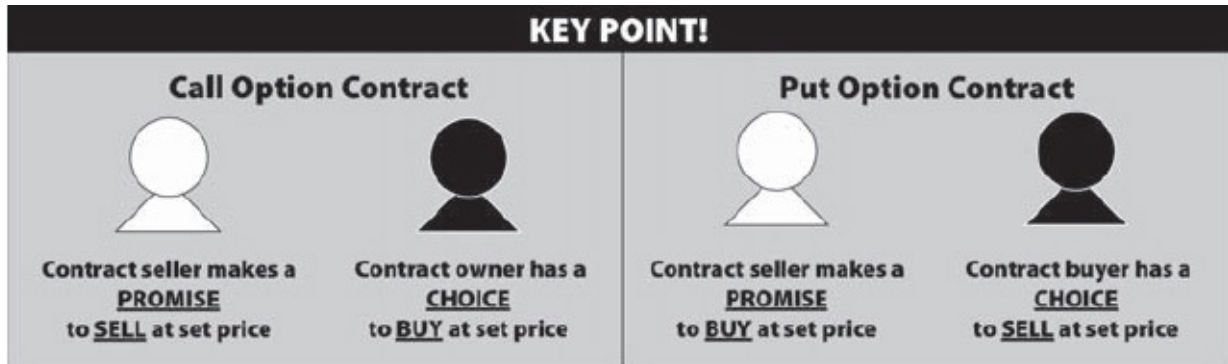 KEY POINT!
Call Option Contract
Contract seller makes a
PROMISE
to SELL at set price
Contract owner has a
CHOICE
to BUY at set price
Put Option Contract
Contract seller makes a
PROMISE
to BUY at set price
Contract buyer has a
CHOICE
to SELL at set price